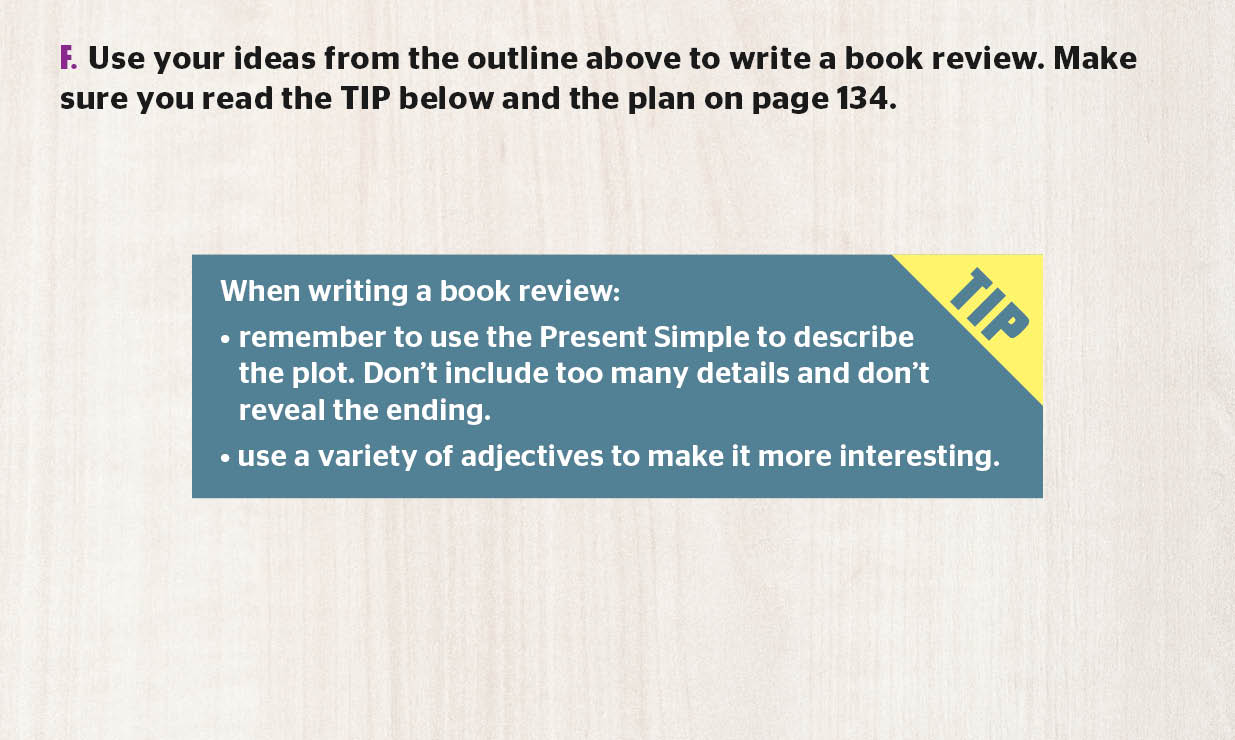 F. Use your ideas from the outline above to write a book review. Make
sure you read the TIP below and the plan on page 134.
TIP
When writing a book review:
• remember to use the Present Simple to describe
the plot. Don’t include too many details and don’t
reveal the ending.
• use a variety of adjectives to make it more interesting.